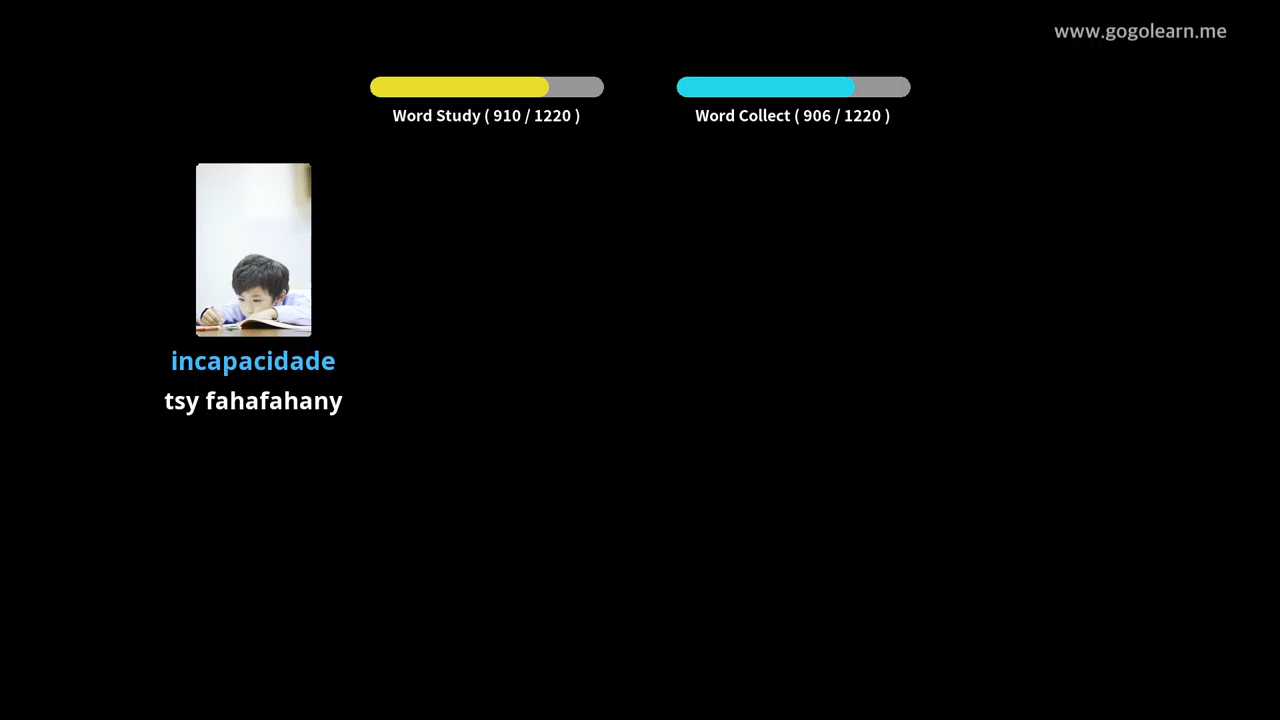 www.gogolearn.me
Word Study ( 910 / 1220 )
Word Collect ( 906 / 1220 )
incapacidade
tsy fahafahany